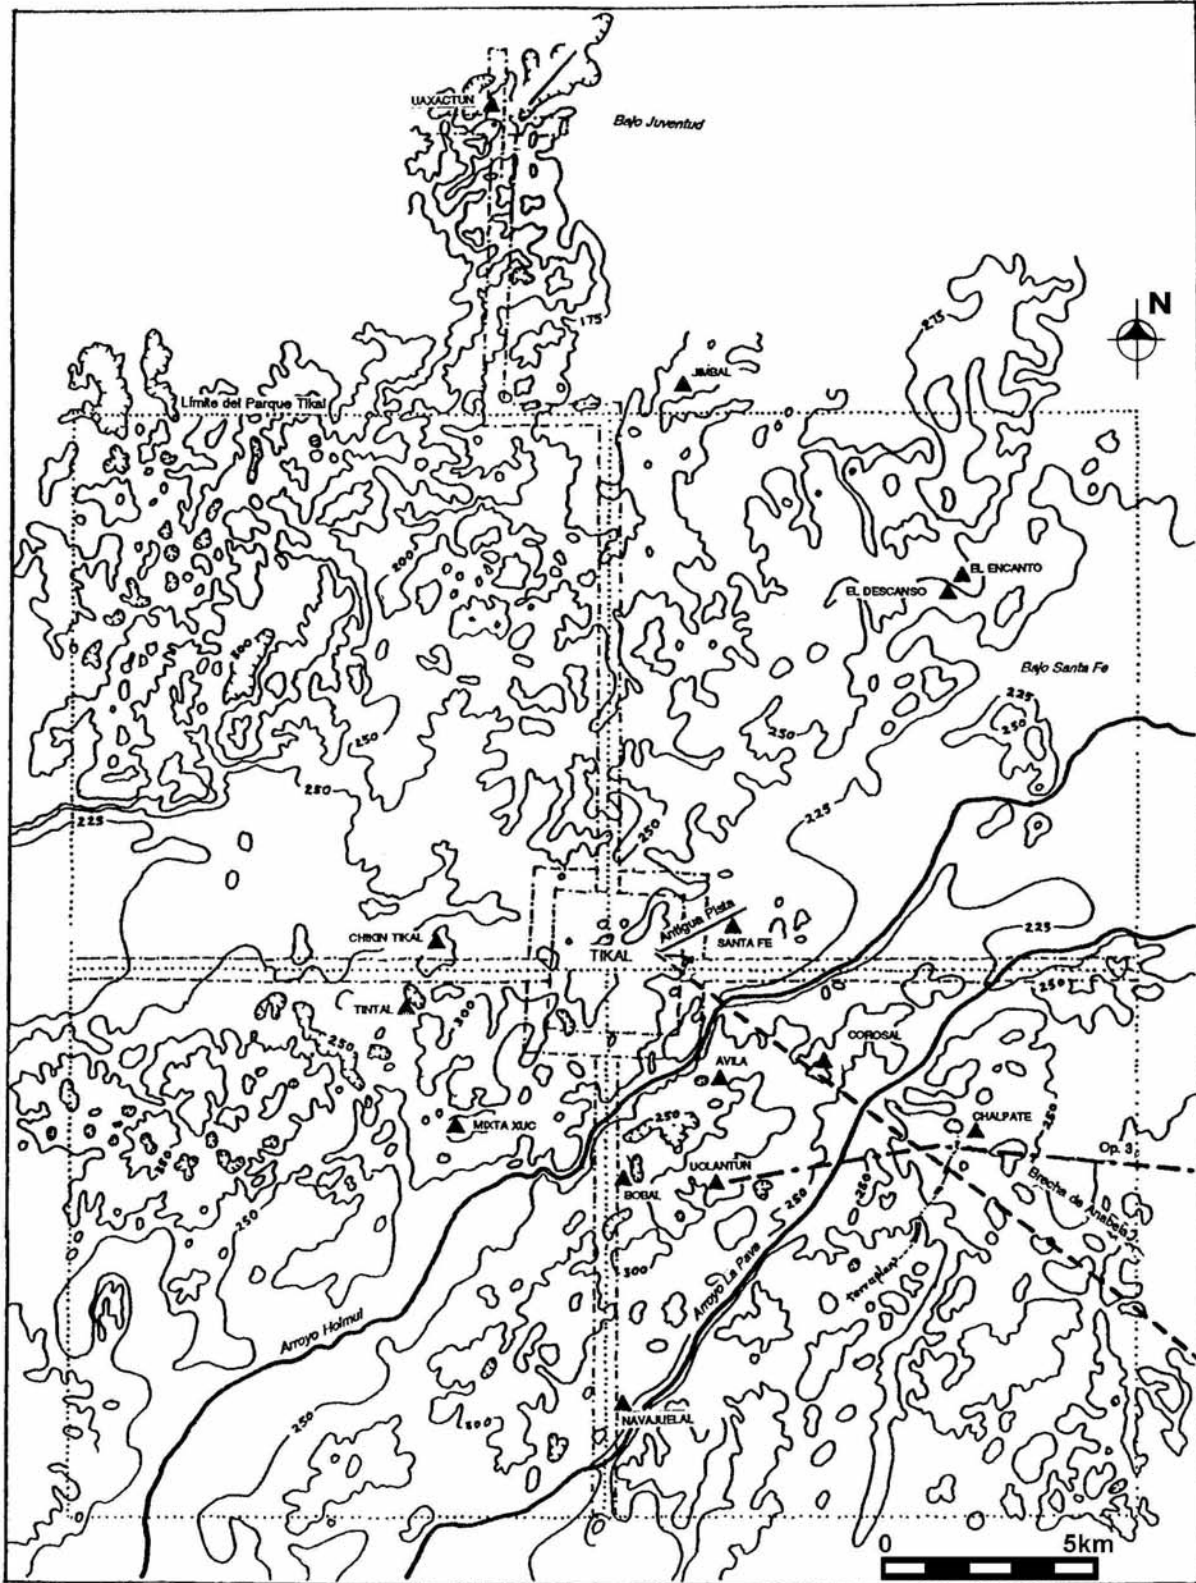 UAXACTUN
Bajo Juventud
N
175
275
JIMBAL
Límite del Parque Tikal
200
EL ENCANTO
EL DESCANSO
300
Bajo Santa Fe
225
250
250
250
250
225
225
250
CHIKIN TIKAL
Antigua Pista
SANTA FE
TIKAL
225
250
TINTAL
300
250
COROSAL
AVILA
250
CHALPATE
250
MIXTA XUC
Op. 3
UOLANTUN
BOBAL
250
250
Brecha de Anabela
250
300
Arroyo La Pava
Terraplen
Arroyo Holmul
250
300
NAVAJUELAL
0 5km